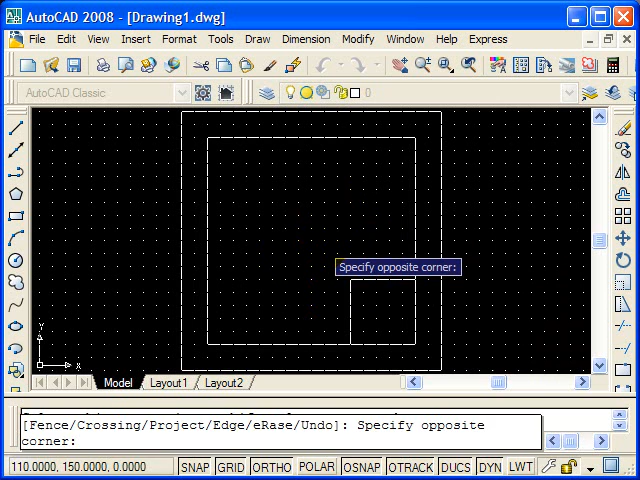 AutoCAD 2008 - [Drawing1.dwg]
File Edit View Insert Format Tools Draw Dimension Modify Window Help Express
AutoCAD Classic 0
Specify opposite corner:
Y
X
Model Layout1 Layout2
[Fence/Crossing/Project/Edge/eRase/Undo]: Specify opposite
corner:
110.0000, 150.0000, 0.0000 SNAP GRID ORTHO POLAR OSNAP OTRACK DUCS DYN LWT